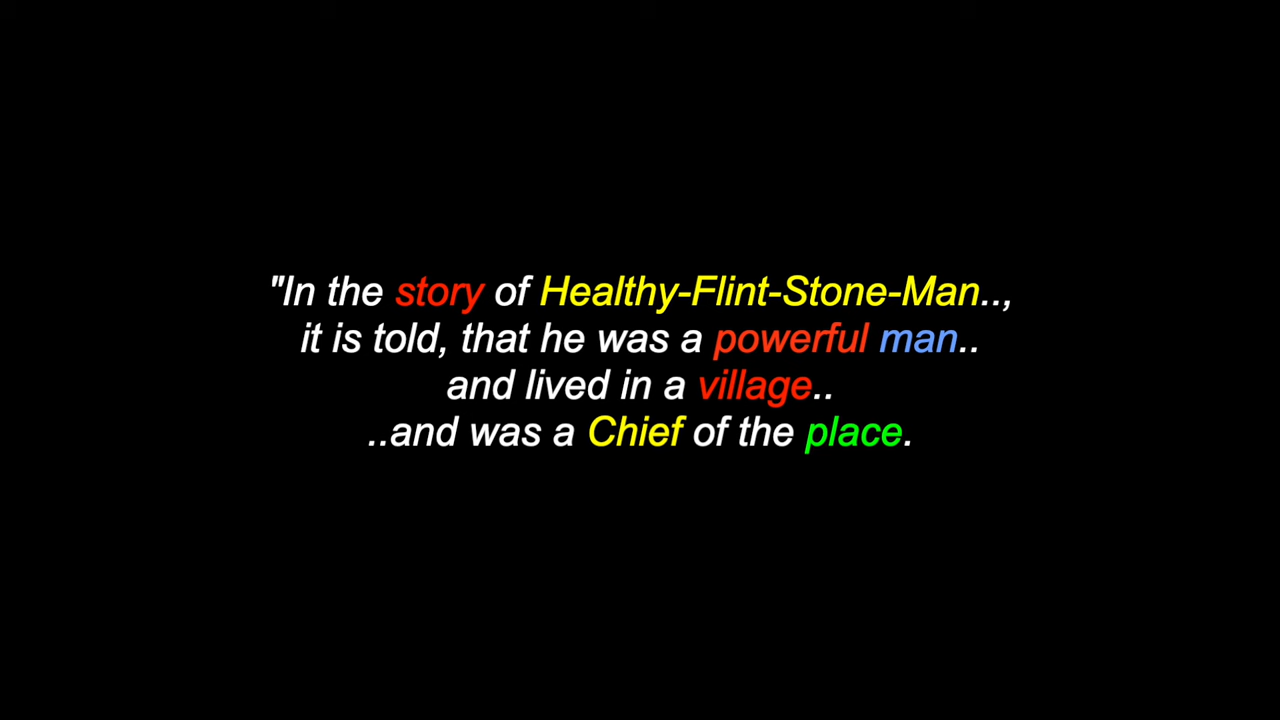 "In the story of Healthy-Flint-Stone-Man..,
it is told, that he was a powerful man..
and lived in a village..
..and was a Chief of the place.